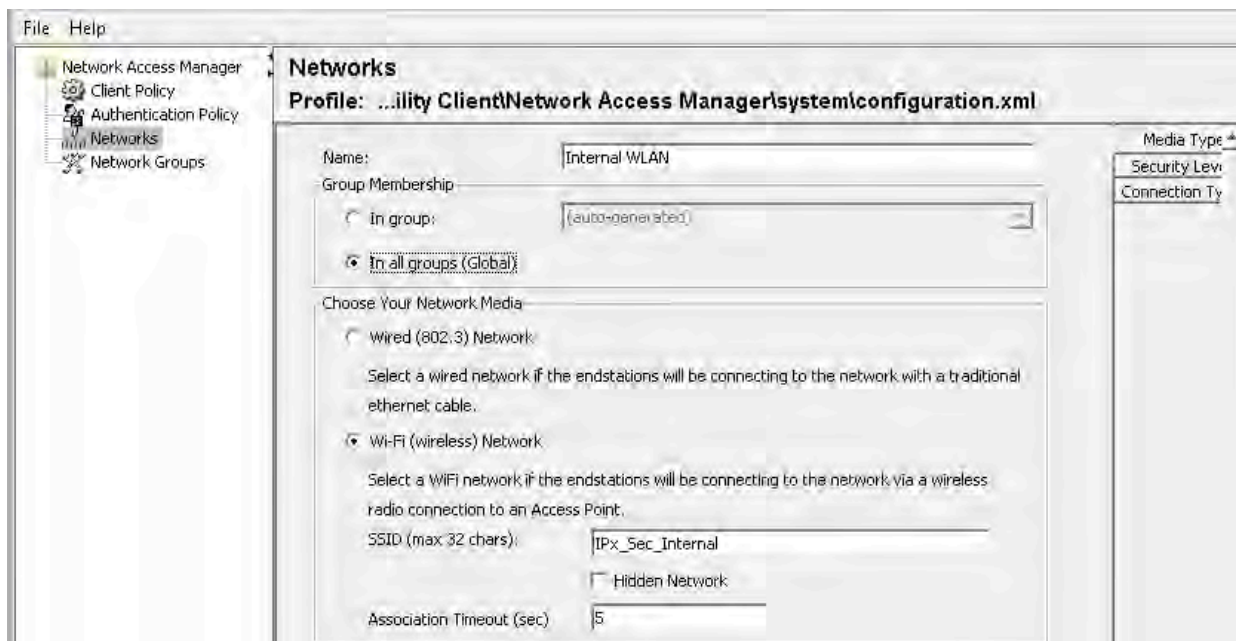 File Help
Network Access Manager
Client Policy
Authentication Policy
Networks
Network Groups
Networks
Profile: ...ility Client\Network Access Manager\system\configuration.xml
Name: Internal WLAN
Group Membership
In group: (auto-generated)
In all groups (Global)
Choose Your Network Media
Wired (802.3) Network
Select a wired network if the endstations will be connecting to the network with a traditional
ethernet cable.
Wi-Fi (wireless) Network
Select a WiFi network if the endstations will be connecting to the network via a wireless
radio connection to an Access Point.
SSID (max 32 chars): IPx_Sec_Internal
Hidden Network
Association Timeout (sec) 5
Media Type
Security Leve
Connection Ty